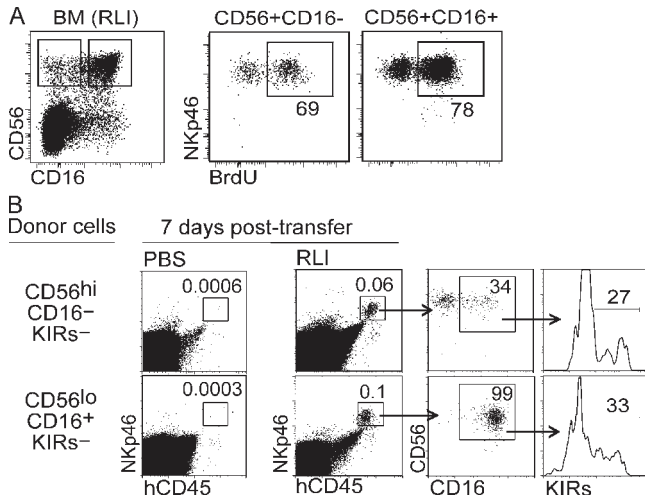 A
BM (RLI)
CD56+CD16-
CD56+CD16+
CD56
CD16
NKp46
69
78
BrdU
B
Donor cells
7 days post-transfer
PBS
RLI
CD56hi
CD16–
KIRs–
0.0006
0.06
34
27
CD56lo
CD16+
KIRs–
0.0003
0.1
99
33
NKp46
hCD45
NKp46
hCD45
CD56
CD16
KIRs